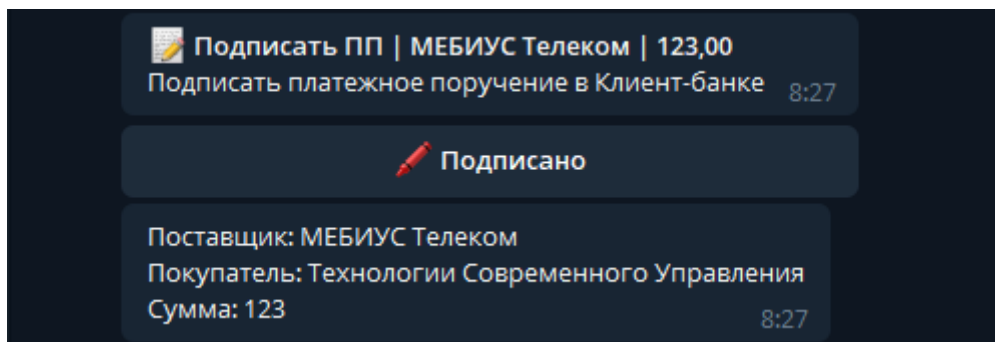 Подписать ПП | МЕБИУС Телеком | 123,00
Подписать платежное поручение в Клиент-банке 8:27
Подписано
Поставщик: МЕБИУС Телеком
Покупатель: Технологии Современного Управления
Сумма: 123
8:27